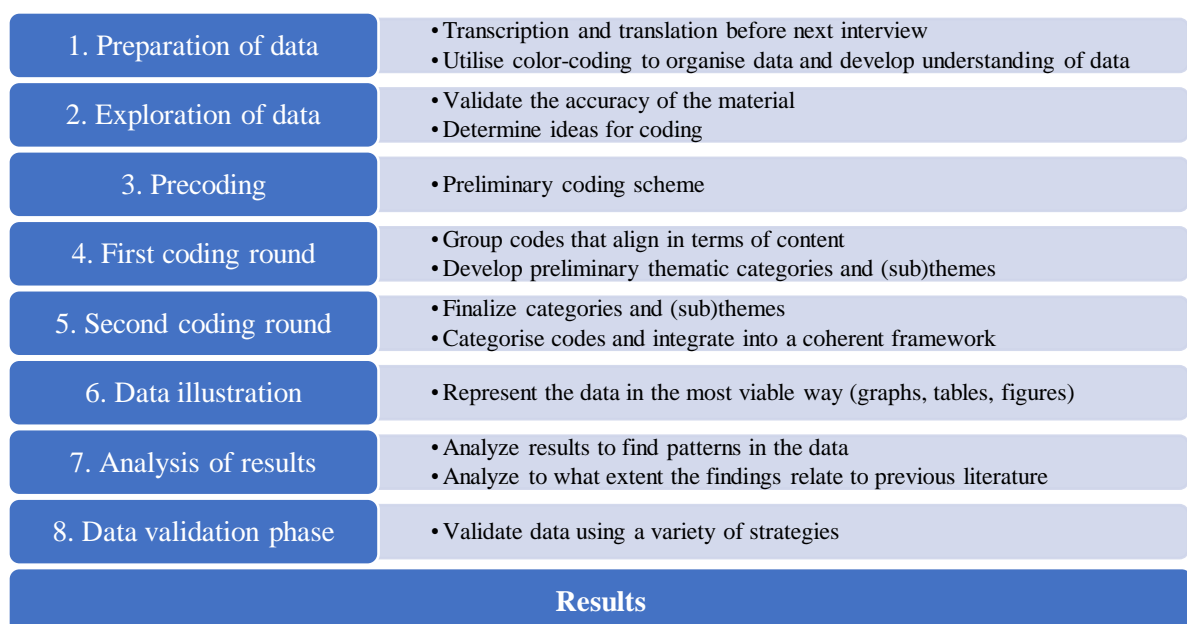 1. Preparation of data
• Transcription and translation before next interview
• Utilise color-coding to organise data and develop understanding of data
2. Exploration of data
• Validate the accuracy of the material
• Determine ideas for coding
3. Precoding
• Preliminary coding scheme
4. First coding round
• Group codes that align in terms of content
• Develop preliminary thematic categories and (sub)themes
5. Second coding round
• Finalize categories and (sub)themes
• Categorise codes and integrate into a coherent framework
6. Data illustration
• Represent the data in the most viable way (graphs, tables, figures)
7. Analysis of results
• Analyze results to find patterns in the data
• Analyze to what extent the findings relate to previous literature
8. Data validation phase
• Validate data using a variety of strategies
Results